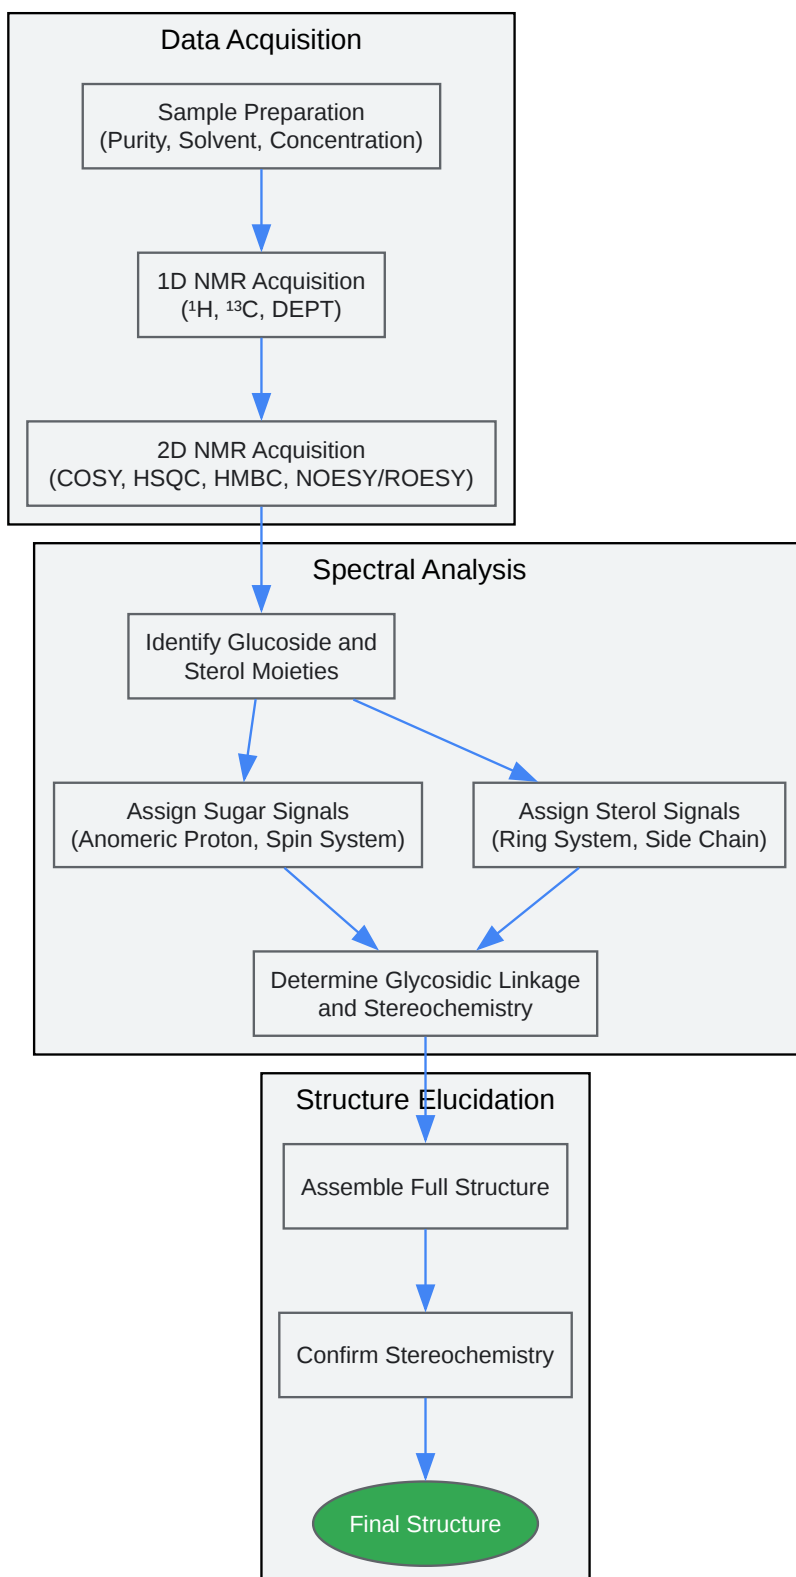 Data Acquisition
Sample Preparation
(Purity, Solvent, Concentration)
1D NMR Acquisition
(¹H, ¹³C, DEPT)
2D NMR Acquisition
(COSY, HSQC, HMBC, NOESY/ROESY)
Spectral Analysis
Identify Glucoside and
Sterol Moieties
Assign Sugar Signals
(Anomeric Proton, Spin System)
Assign Sterol Signals
(Ring System, Side Chain)
Determine Glycosidic Linkage
and Stereochemistry
Structure Elucidation
Assemble Full Structure
Confirm Stereochemistry
Final Structure